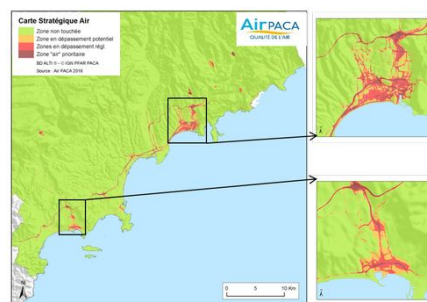 Carte Stratégique Air
Zone non touchée
Zone en dépassement potentiel
Zones en dépassement régl.
Zone "air" prioritaire
BD ALTI ® - © IGN PFAR PACA
Source : Air PACA 2016
AirPACA
QUALITÉ DE L'AIR
0 5 10 Km